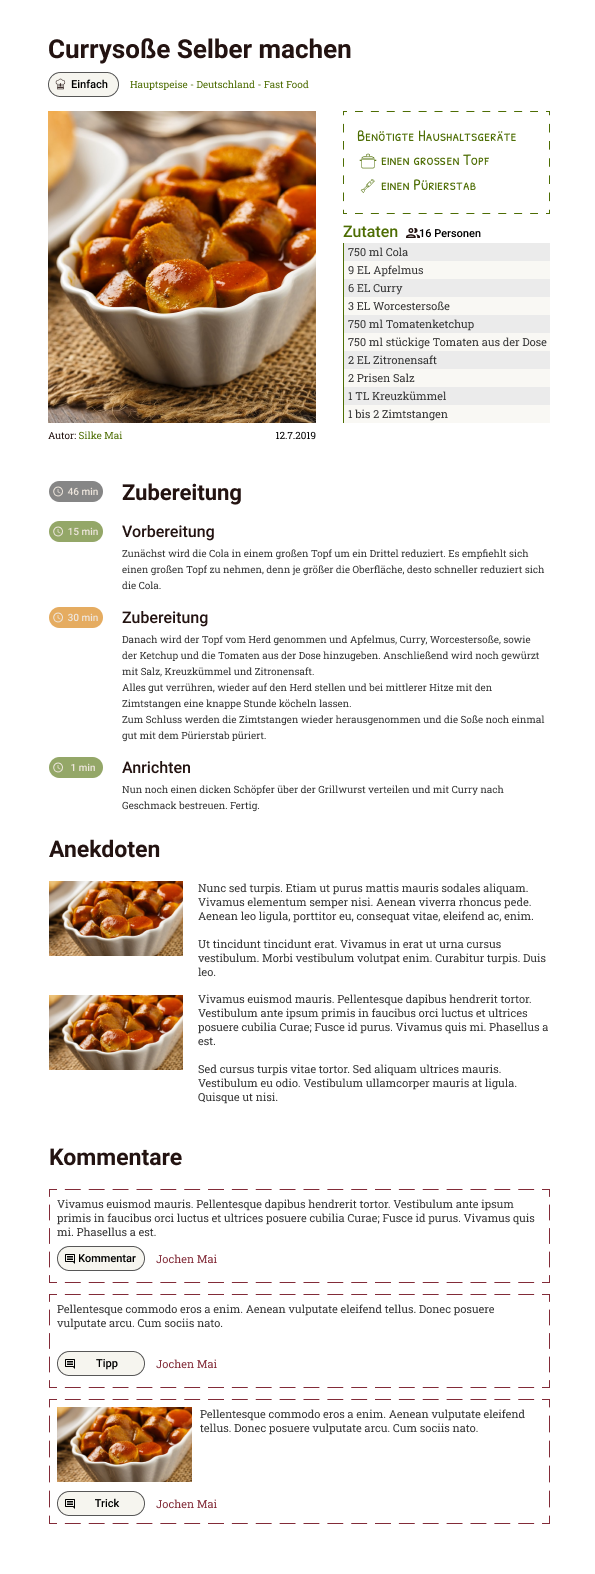 Currysoße Selber machen
Einfach
Hauptspeise - Deutschland - Fast Food
Benötigte Haushaltsgeräte
einen grossen Topf
einen Pürierstab
Zutaten 16 Personen
750 ml Cola
9 EL Apfelmus
6 EL Curry
3 EL Worcestersoße
750 ml Tomatenketchup
750 ml stückige Tomaten aus der Dose
2 EL Zitronensaft
2 Prisen Salz
1 TL Kreuzkümmel
1 bis 2 Zimtstangen
Autor: Silke Mai
12.7.2019
46 min
Zubereitung
15 min
Vorbereitung
Zunächst wird die Cola in einem großen Topf um ein Drittel reduziert. Es empfiehlt sich
einen großen Topf zu nehmen, denn je größer die Oberfläche, desto schneller reduziert sich
die Cola.
30 min
Zubereitung
Danach wird der Topf vom Herd genommen und Apfelmus, Curry, Worcestersoße, sowie
der Ketchup und die Tomaten aus der Dose hinzugeben. Anschließend wird noch gewürzt
mit Salz, Kreuzkümmel und Zitronensaft.
Alles gut verrühren, wieder auf den Herd stellen und bei mittlerer Hitze mit den
Zimtstangen eine knappe Stunde köcheln lassen.
Zum Schluss werden die Zimtstangen wieder herausgenommen und die Soße noch einmal
gut mit dem Pürierstab püriert.
1 min
Anrichten
Nun noch einen dicken Schöpfer über der Grillwurst verteilen und mit Curry nach
Geschmack bestreuen. Fertig.
Anekdoten
Nunc sed turpis. Etiam ut purus mattis mauris sodales aliquam.
Vivamus elementum semper nisi. Aenean viverra rhoncus pede.
Aenean leo ligula, porttitor eu, consequat vitae, eleifend ac, enim.
Ut tincidunt tincidunt erat. Vivamus in erat ut urna cursus
vestibulum. Morbi vestibulum volutpat enim. Curabitur turpis. Duis
leo.
Vivamus euismod mauris. Pellentesque dapibus hendrerit tortor.
Vestibulum ante ipsum primis in faucibus orci luctus et ultrices
posuere cubilia Curae; Fusce id purus. Vivamus quis mi. Phasellus a
est.
Sed cursus turpis vitae tortor. Sed aliquam ultrices mauris.
Vestibulum eu odio. Vestibulum ullamcorper mauris at ligula.
Quisque ut nisi.
Kommentare
Vivamus euismod mauris. Pellentesque dapibus hendrerit tortor. Vestibulum ante ipsum
primis in faucibus orci luctus et ultrices posuere cubilia Curae; Fusce id purus. Vivamus quis
mi. Phasellus a est.
Kommentar
Jochen Mai
Pellentesque commodo eros a enim. Aenean vulputate eleifend tellus. Donec posuere
vulputate arcu. Cum sociis nato.
Tipp
Jochen Mai
Pellentesque commodo eros a enim. Aenean vulputate eleifend
tellus. Donec posuere vulputate arcu. Cum sociis nato.
Trick
Jochen Mai